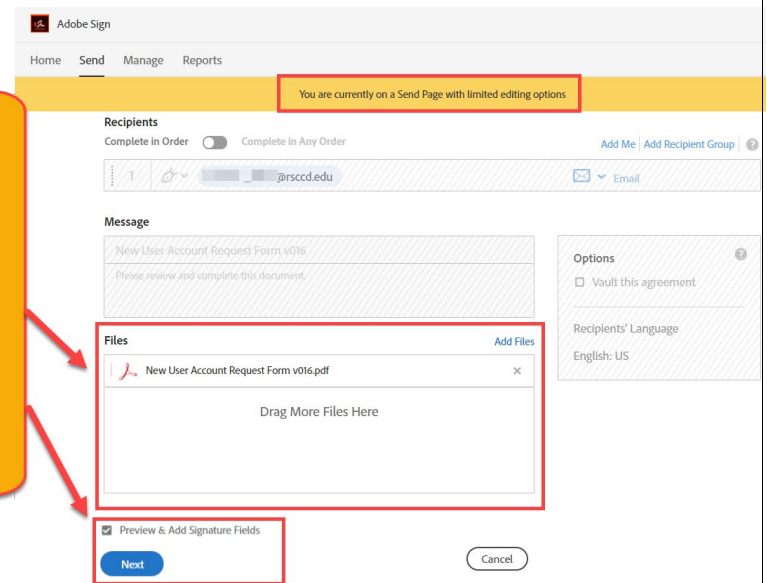 Adobe Sign
Home Send Manage Reports
You are currently on a Send Page with limited editing options
Recipients
Complete in Order Complete in Any Order Add Me Add Recipient Group ?
1 @rsccd.edu Email
Message
New User Account Request Form v016
Please review and complete this document.
Options ?
Vault this agreement
Recipients' Language
English: US
Files Add Files
New User Account Request Form v016.pdf ×
Drag More Files Here
Preview & Add Signature Fields
Next Cancel